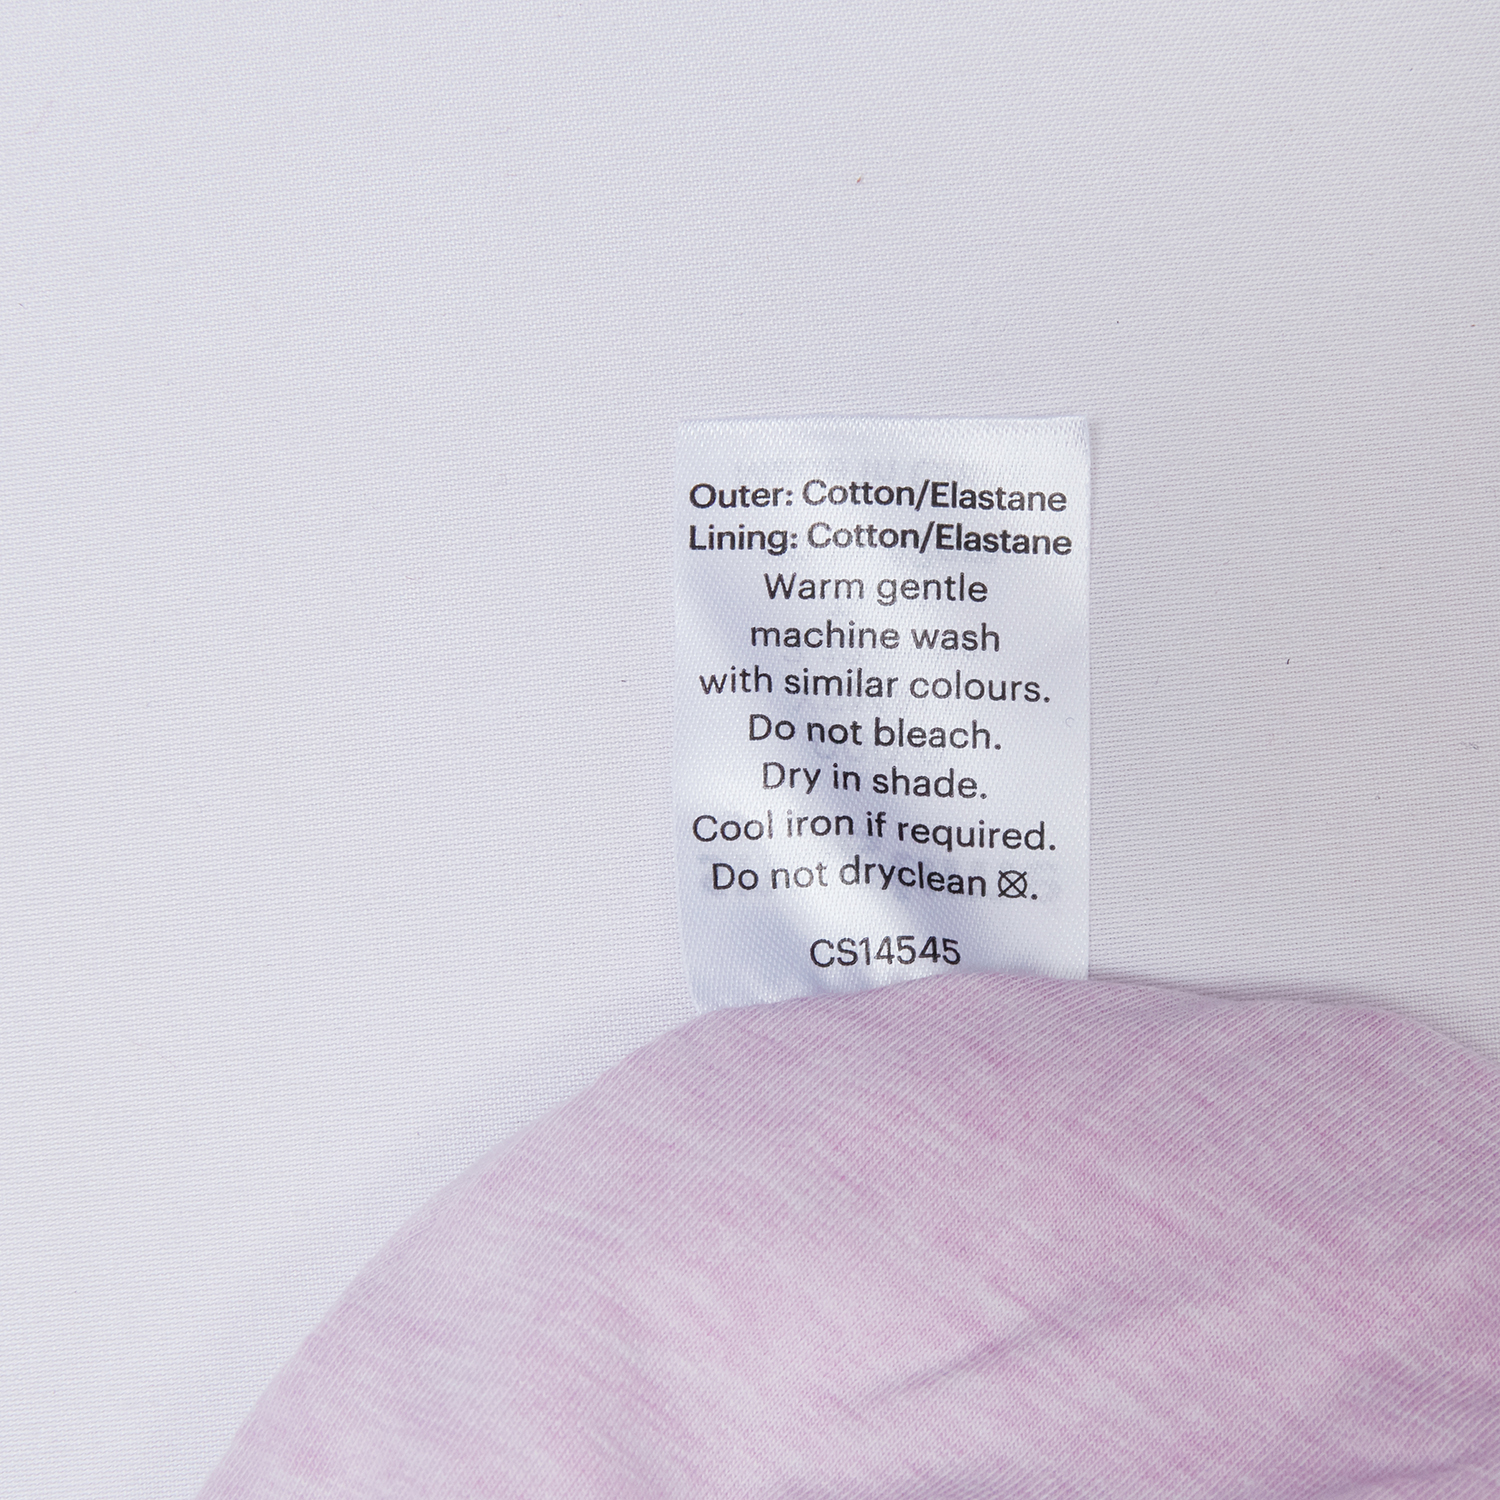 Outer: Cotton/Elastane
Lining: Cotton/Elastane
Warm gentle
machine wash
with similar colours.
Do not bleach.
Dry in shade.
Cool iron if required.
Do not dryclean ⊗.
CS14545